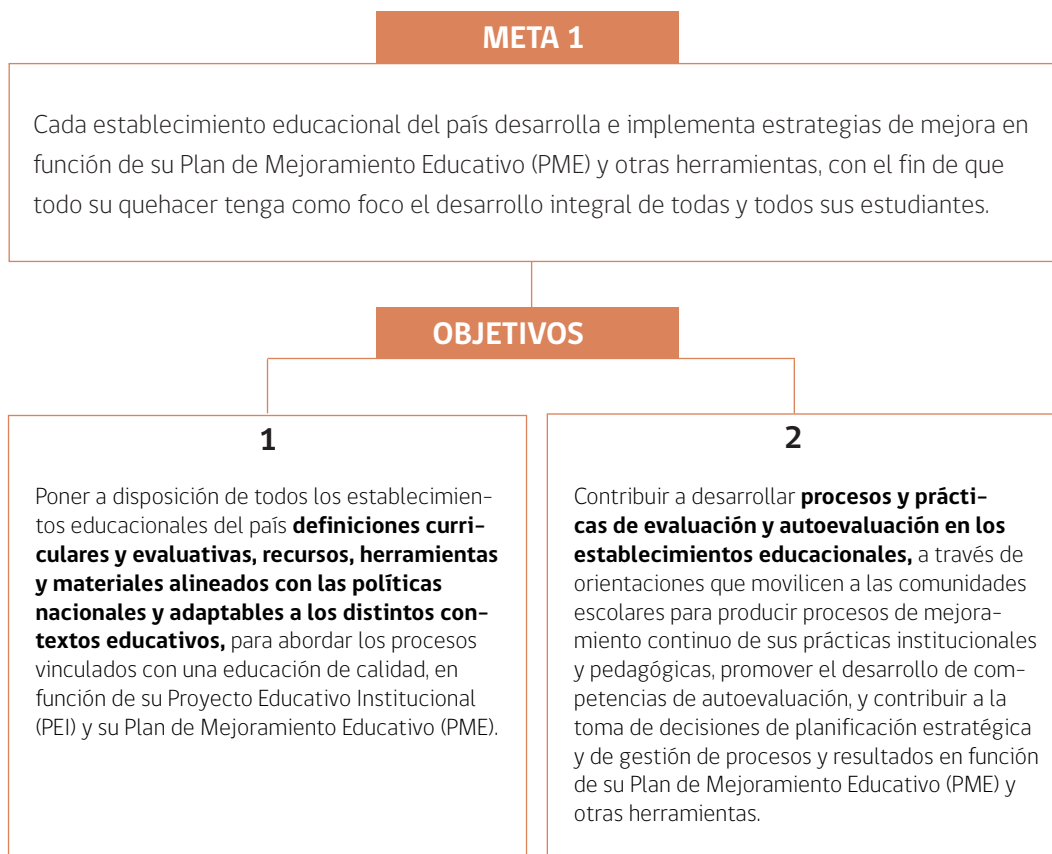 META 1
Cada establecimiento educacional del país desarrolla e implementa estrategias de mejora en
función de su Plan de Mejoramiento Educativo (PME) y otras herramientas, con el fin de que
todo su quehacer tenga como foco el desarrollo integral de todas y todos sus estudiantes.
OBJETIVOS
1
Poner a disposición de todos los establecimien-
tos educacionales del país definiciones curri-
culares y evaluativas, recursos, herramientas
y materiales alineados con las políticas
nacionales y adaptables a los distintos con-
textos educativos, para abordar los procesos
vinculados con una educación de calidad, en
función de su Proyecto Educativo Institucional
(PEI) y su Plan de Mejoramiento Educativo (PME).
2
Contribuir a desarrollar procesos y prácti-
cas de evaluación y autoevaluación en los
establecimientos educacionales, a través de
orientaciones que movilicen a las comunidades
escolares para producir procesos de mejora-
miento continuo de sus prácticas institucionales
y pedagógicas, promover el desarrollo de com-
petencias de autoevaluación, y contribuir a la
toma de decisiones de planificación estratégica
y de gestión de procesos y resultados en función
de su Plan de Mejoramiento Educativo (PME) y
otras herramientas.